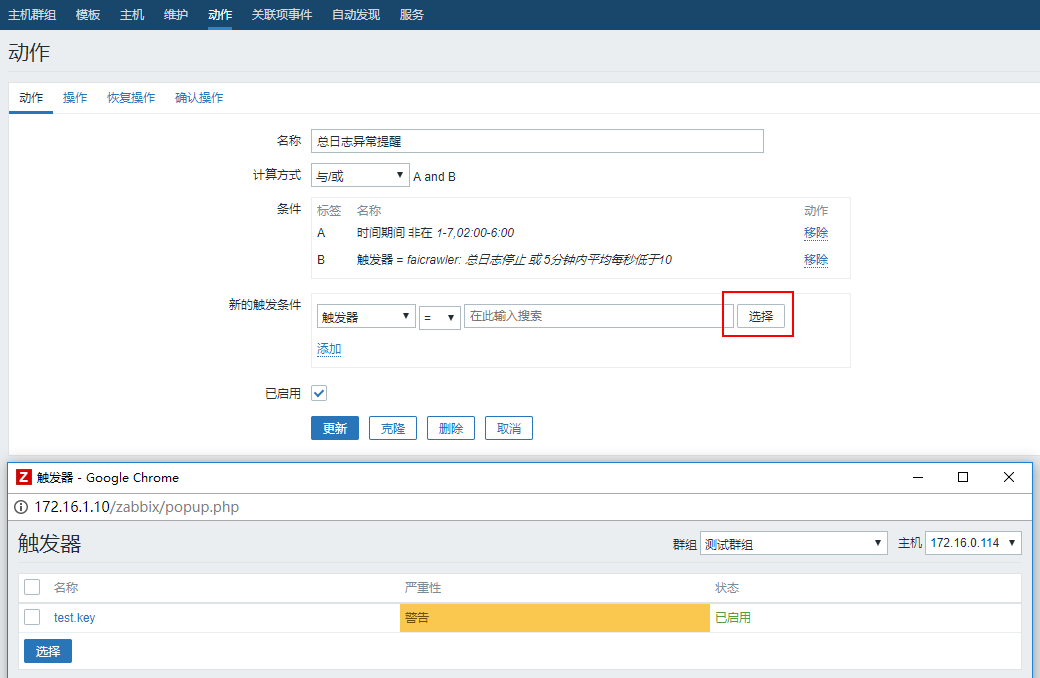 主机群组 模板 主机 维护 动作 关联项事件 自动发现 服务
动作
动作 操作 恢复操作 确认操作
名称 总日志异常提醒
计算方式 与/或 A and B
条件 标签 名称 动作
A 时间期间 非在 1-7,02:00-6:00 移除
B 触发器 = faicrawler: 总日志停止 或 5分钟内平均每秒低于10 移除
新的触发条件 触发器 = 在此输入搜索 选择
添加
已启用
更新 克隆 删除 取消
Z 触发器 - Google Chrome
172.16.1.10/zabbix/popup.php
触发器 群组 测试群组 主机 172.16.0.114
名称 严重性 状态
test.key 警告 已启用
选择